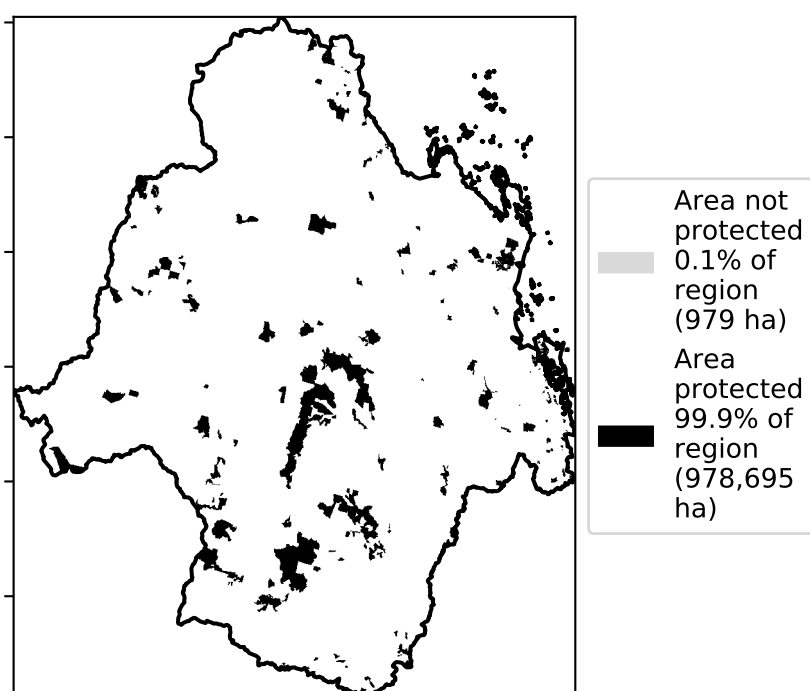 Area not
protected
0.1% of
region
(979 ha)
Area
protected
99.9% of
region
(978,695
ha)